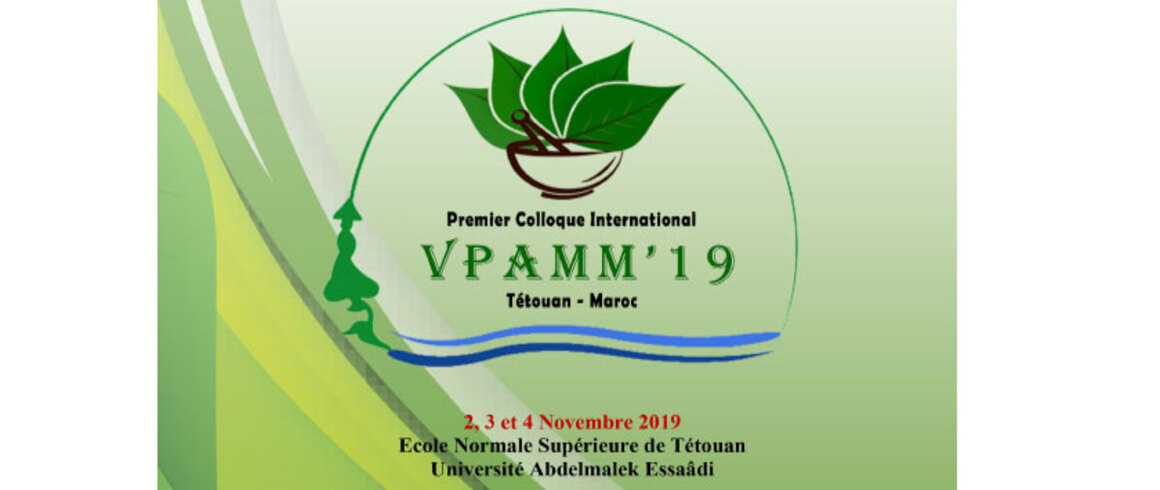 Premier Colloque International
VPAMM'19
Tétouan - Maroc
2, 3 et 4 Novembre 2019
Ecole Normale Supérieure de Tétouan
Université Abdelmalek Essaâdi